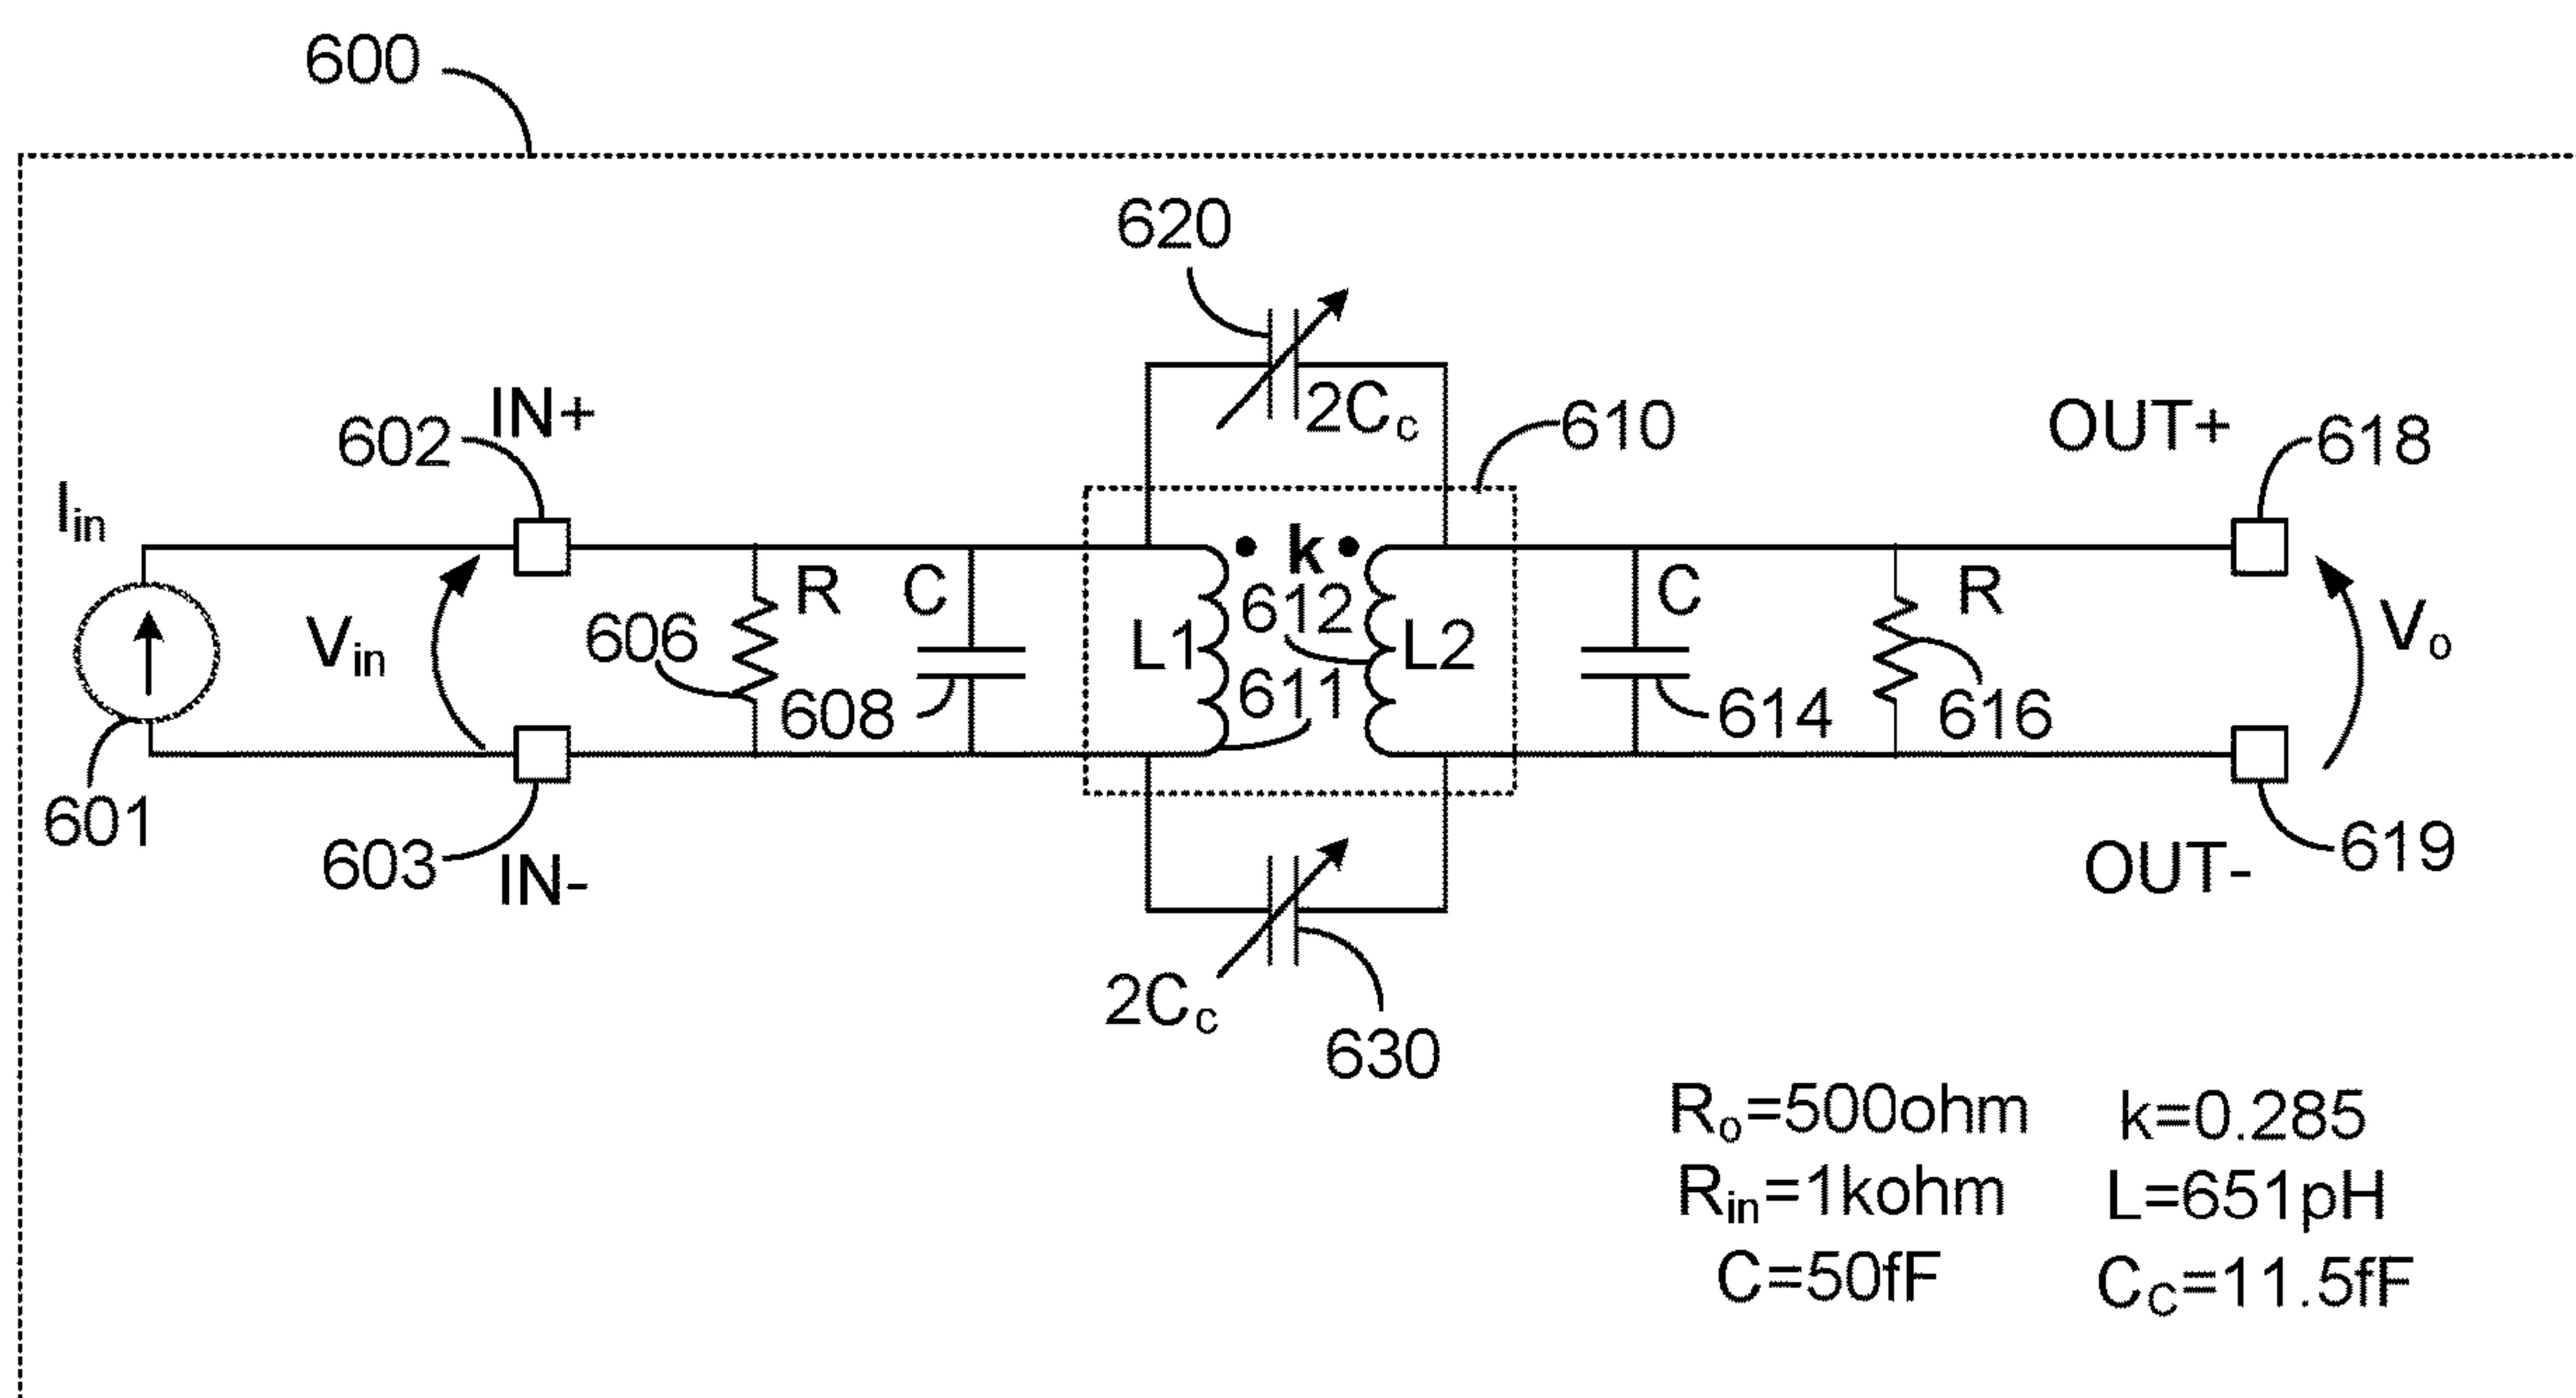 600
620
2Cc
602
IN+
610
OUT+
618
Iin
k
R
C
612
C
R
Vin
606
L1
L2
Vo
608
611
614
616
601
603
IN-
619
OUT-
2Cc
630
Ro=500ohm
k=0.285
Rin=1kohm
L=651pH
C=50fF
CC=11.5fF